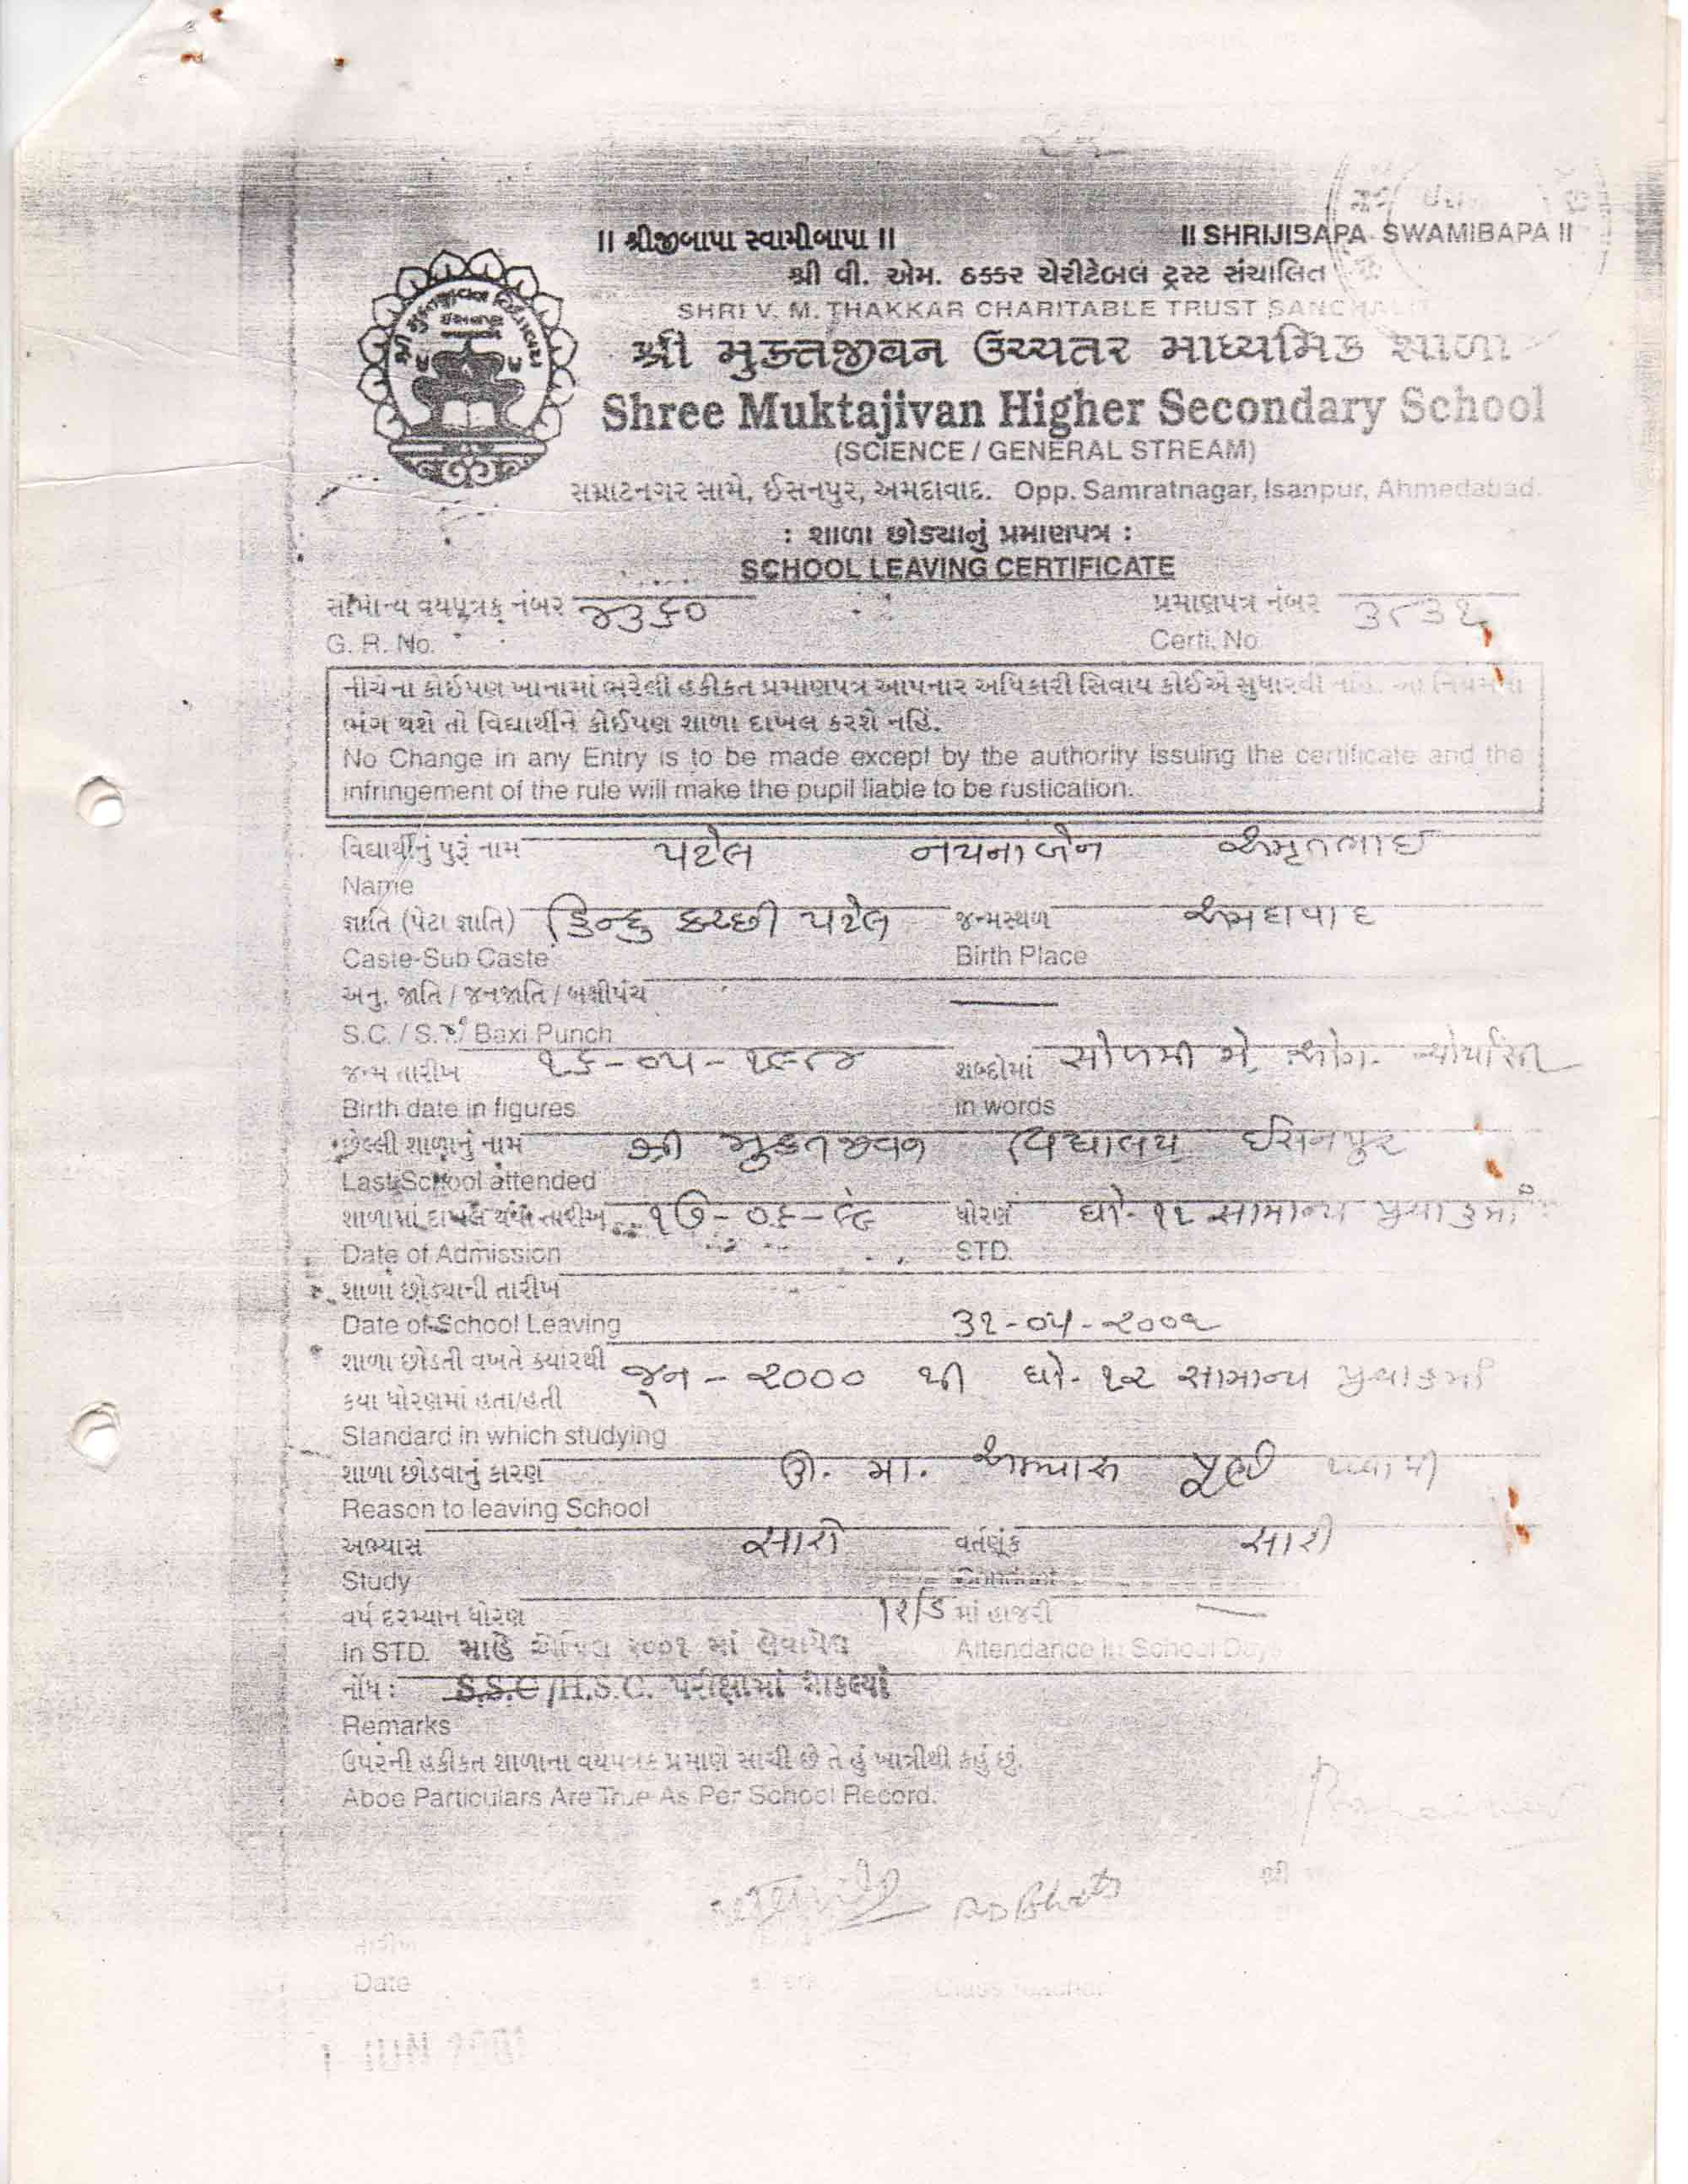 ॥ શ્રીજીબાપા સ્વામીબાપા ॥ ॥ SHRIJIBAPA SWAMIBAPA ॥
શ્રી વી. એમ. ઠક્કર ચેરીટેબલ ટ્રસ્ટ સંચાલિત
SHRI V. M. THAKKAR CHARITABLE TRUST
શ્રી મુક્તજીવન ઉચ્ચતર માધ્યમિક શાળા
Shree Muktajivan Higher Secondary School
(SCIENCE / GENERAL STREAM)
સમ્રાટનગર સામે, ઈસનપુર, અમદાવાદ. Opp. Samratnagar, Isanpur, Ahmedabad.
: શાળા છોડ્યાનું પ્રમાણપત્ર :
SCHOOL LEAVING CERTIFICATE
સામાન્ય વયપત્રક નંબર ૪૩૬૦ પ્રમાણપત્ર નંબર ૩૮૩૧
G. R. No. Certi. No.
નીચેના કોઈપણ ખાનામાં ભરેલી હકીકત પ્રમાણપત્ર આપનાર અધિકારી સિવાય કોઈએ સુધારવી નહિ. આ નિયમનો
ભંગ થશે તો વિદ્યાર્થીને કોઈપણ શાળા દાખલ કરશે નહિં.
No Change in any Entry is to be made except by the authority issuing the certificate and the
infringement of the rule will make the pupil liable to be rustication.
વિદ્યાર્થીનું પુરૂં નામ પટેલ નયનાબેન અમૃતભાઇ
Name
જ્ઞાતિ (પેટા જ્ઞાતિ) હિન્દુ કચ્છી પટેલ જન્મસ્થળ અમદાવાદ
Caste-Sub Caste Birth Place
અનુ. જાતિ / જનજાતિ / બક્ષીપંચ
S.C. / S.T. / Baxi Punch
જન્મ તારીખ ૧૬-૦૫-૧૯૮૪ શબ્દોમાં સોળમી મે, ઓગ. ચોર્યાસી
Birth date in figures in words
છેલ્લી શાળાનું નામ શ્રી મુકતજીવન વિદ્યાલય ઈસનપુર
Last School attended
શાળામાં દાખલ થયા તારીખ ૧૭-૦૬-૯૯ ધોરણ ધો-૧૧ સામાન્ય પ્રવાહમાં
Date of Admission STD.
શાળા છોડ્યાની તારીખ
Date of School Leaving ૩૧-૦૫-૨૦૦૧
શાળા છોડતી વખતે ક્યારથી જૂન - ૨૦૦૦ થી ધો-૧૨ સામાન્ય પ્રવાહમાં
કયા ધોરણમાં હતા/હતી
Standard in which studying
શાળા છોડવાનું કારણ ઉ. મા. અભ્યાસ પૂર્ણ થવાથી
Reason to leaving School
અભ્યાસ સારો વર્તણૂંક સારી
Study
વર્ષ દરમ્યાન ધોરણ ૧૨/ડ માં હાજરી —
In STD. માહે એપ્રિલ ૨૦૦૧ માં લેવાયેલ Attendance in School Days
નોંધ : S.S.C/H.S.C. પરીક્ષામાં મોકલ્યાં
Remarks
ઉપરની હકીકત શાળાના વયપત્રક પ્રમાણે સાચી છે તે હું ખાત્રીથી કહું છું.
Aboe Particulars Are True As Per School Record.
શ્રી
તારીખ
Date Class Teacher